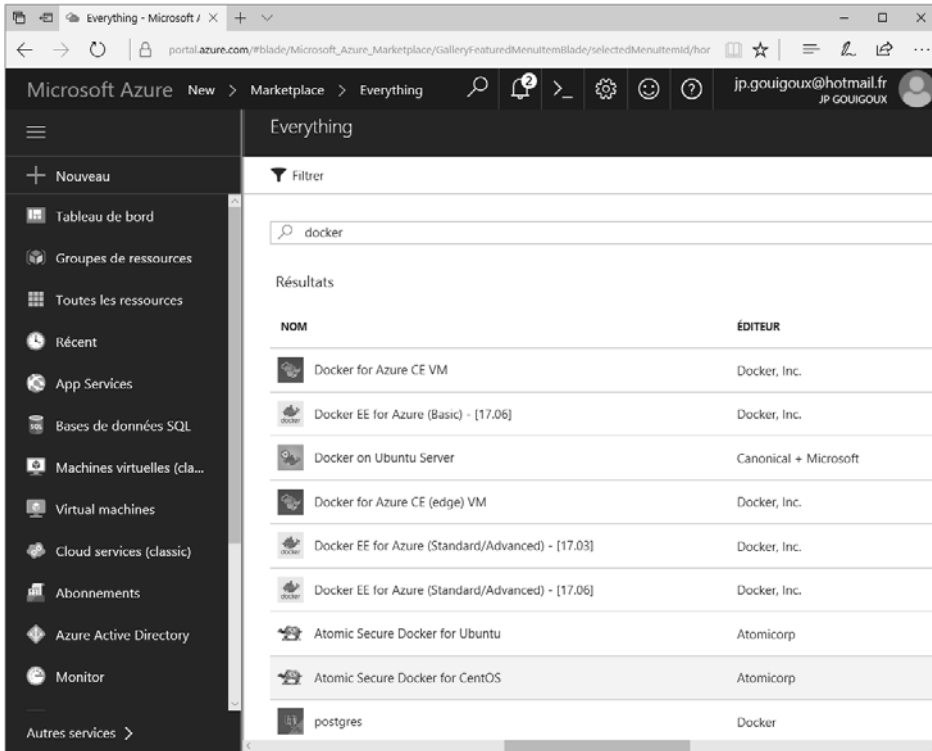 Everything - Microsoft A
portal.azure.com/#blade/Microsoft_Azure_Marketplace/GalleryFeaturedMenuItemBlade/selectedMenuItemId/hor
Microsoft Azure New > Marketplace > Everything 2 jp.gouigoux@hotmail.fr
JP GOUIGOUX
Everything
Nouveau
Filtrer
Tableau de bord
docker
Groupes de ressources
Résultats
Toutes les ressources
NOM ÉDITEUR
Récent
Docker for Azure CE VM Docker, Inc.
App Services
Docker EE for Azure (Basic) - [17.06] Docker, Inc.
Bases de données SQL
Docker on Ubuntu Server Canonical + Microsoft
Machines virtuelles (cla...
Docker for Azure CE (edge) VM Docker, Inc.
Virtual machines
Docker EE for Azure (Standard/Advanced) - [17.03] Docker, Inc.
Cloud services (classic)
Docker EE for Azure (Standard/Advanced) - [17.06] Docker, Inc.
Abonnements
Atomic Secure Docker for Ubuntu Atomicorp
Azure Active Directory
Atomic Secure Docker for CentOS Atomicorp
Monitor
postgres Docker
Autres services >